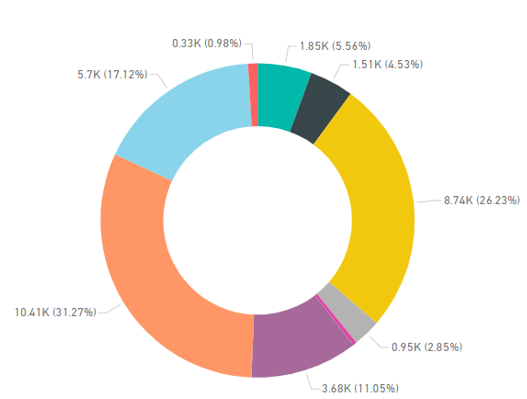 0.33K (0.98%)
1.85K (5.56%)
1.51K (4.53%)
5.7K (17.12%)
8.74K (26.23%)
10.41K (31.27%)
0.95K (2.85%)
3.68K (11.05%)